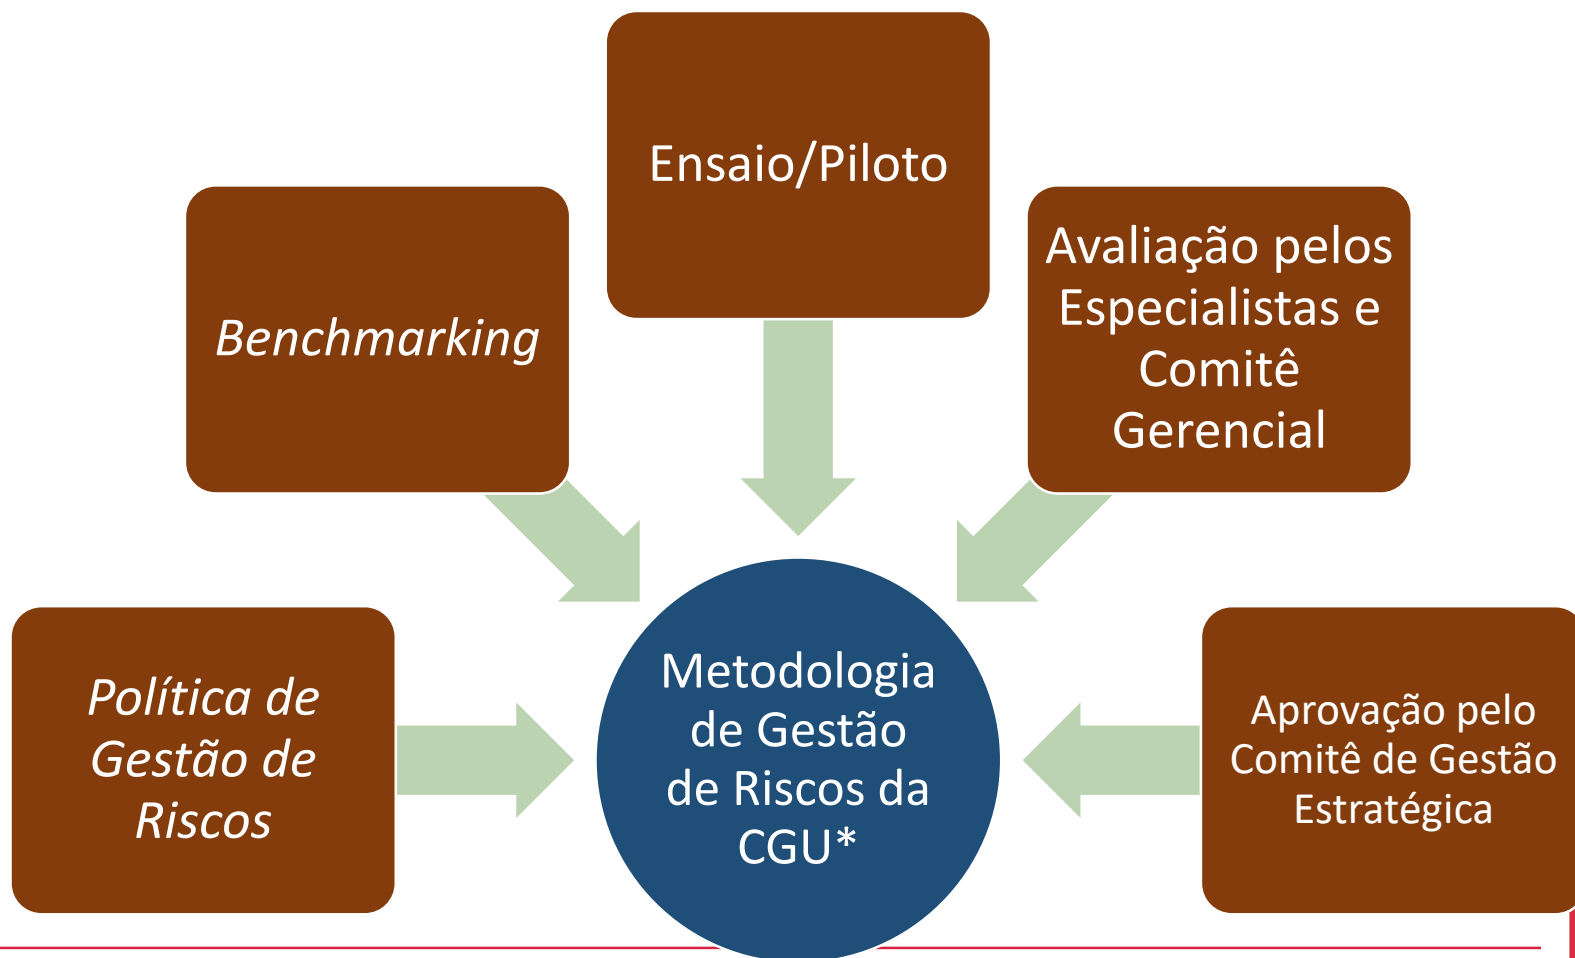 Ensaio/Piloto
Benchmarking
Avaliação pelos
Especialistas e
Comitê
Gerencial
Política de
Gestão de
Riscos
Metodologia
de Gestão
de Riscos da
CGU*
Aprovação pelo
Comitê de Gestão
Estratégica